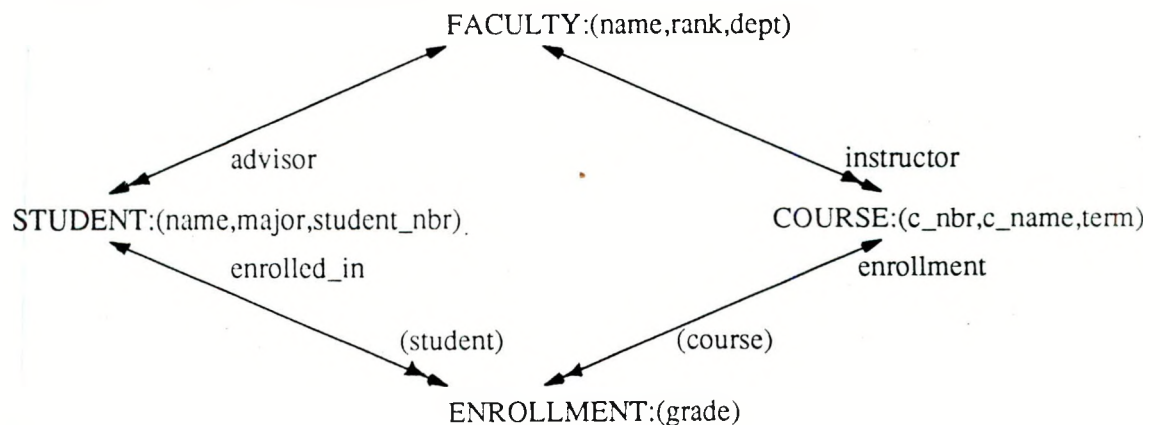 FACULTY:(name,rank,dept)
advisor
instructor
STUDENT:(name,major,student_nbr)
COURSE:(c_nbr,c_name,term)
enrolled_in
enrollment
(student)
(course)
ENROLLMENT:(grade)